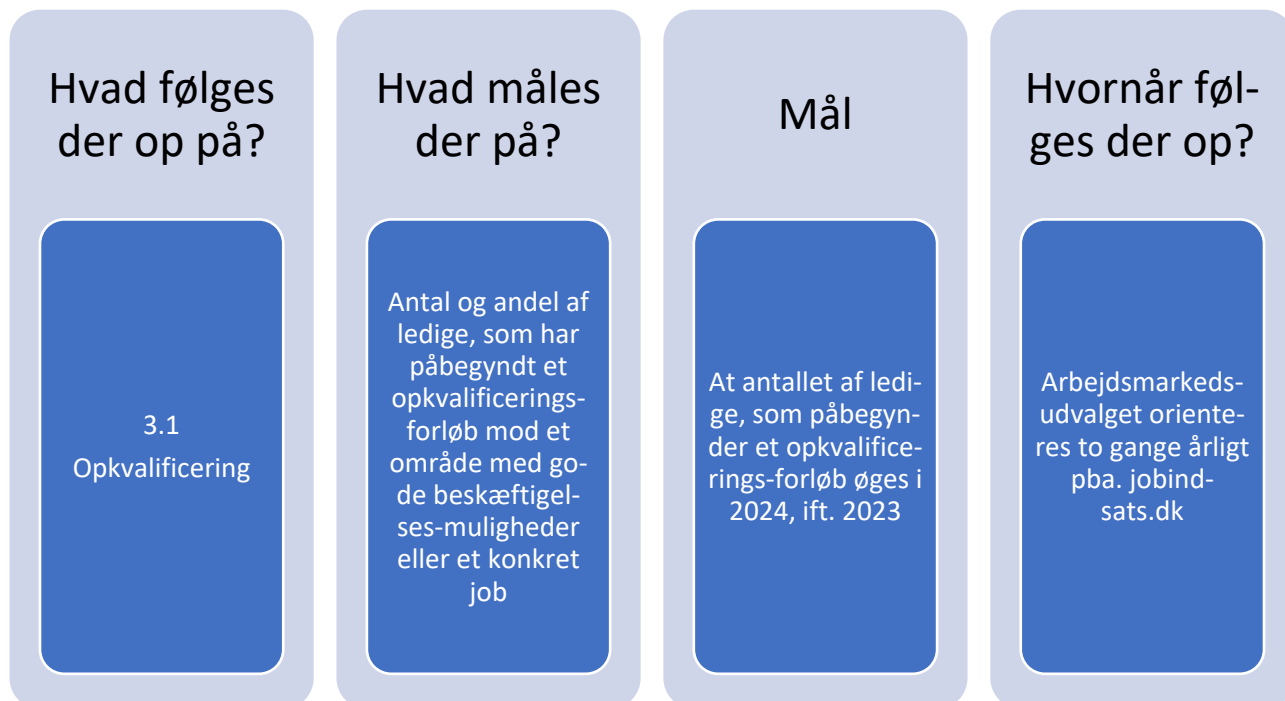 Hvad følges
der op på?
3.1
Opkvalificering
Hvad måles
der på?
Antal og andel af
ledige, som har
påbegyndt et
opkvalificerings-
forløb mod et
område med go-
de beskæftigel-
ses-muligheder
eller et konkret
job
Mål
At antallet af ledi-
ge, som påbegyn-
der et opkvalifice-
rings-forløb øges i
2024, ift. 2023
Hvornår føl-
ges der op?
Arbejdsmarkeds-
udvalget oriente-
res to gange årligt
pba. jobind-
sats.dk